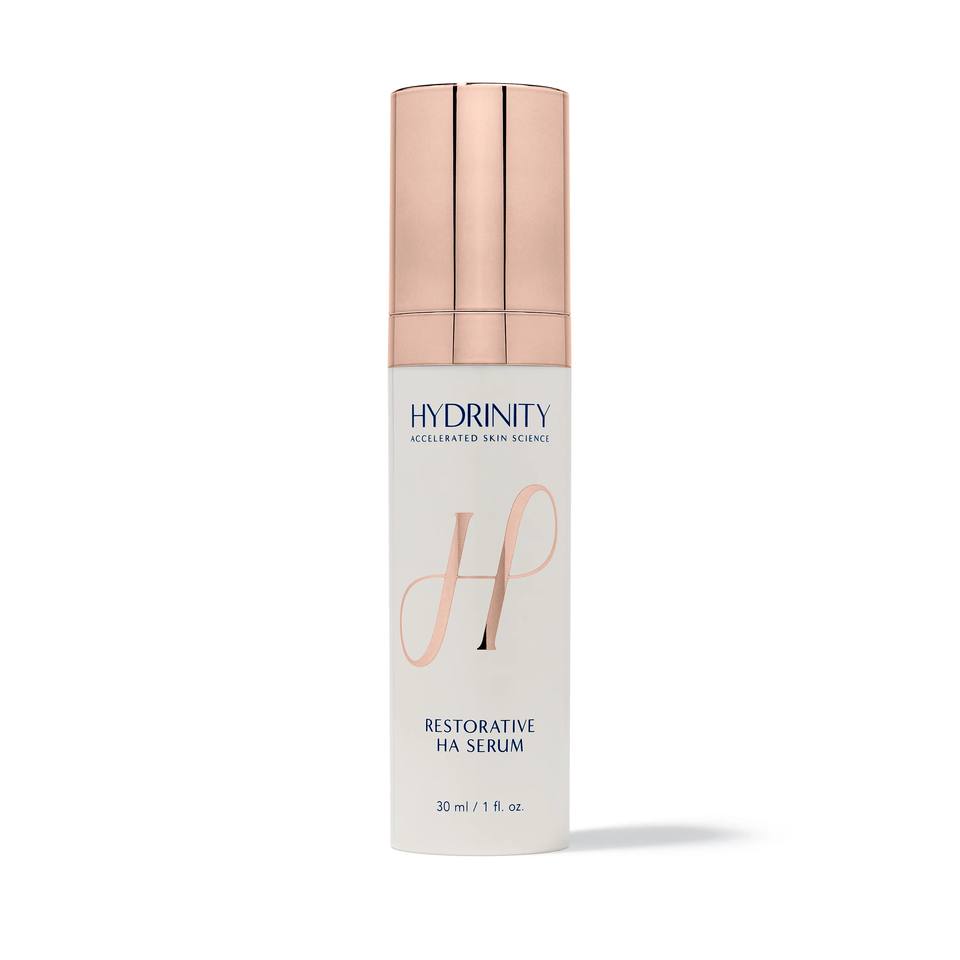 HYDRINITY
ACCELERATED SKIN SCIENCE
H
RESTORATIVE
HA SERUM
30 ml / 1 fl. oz.